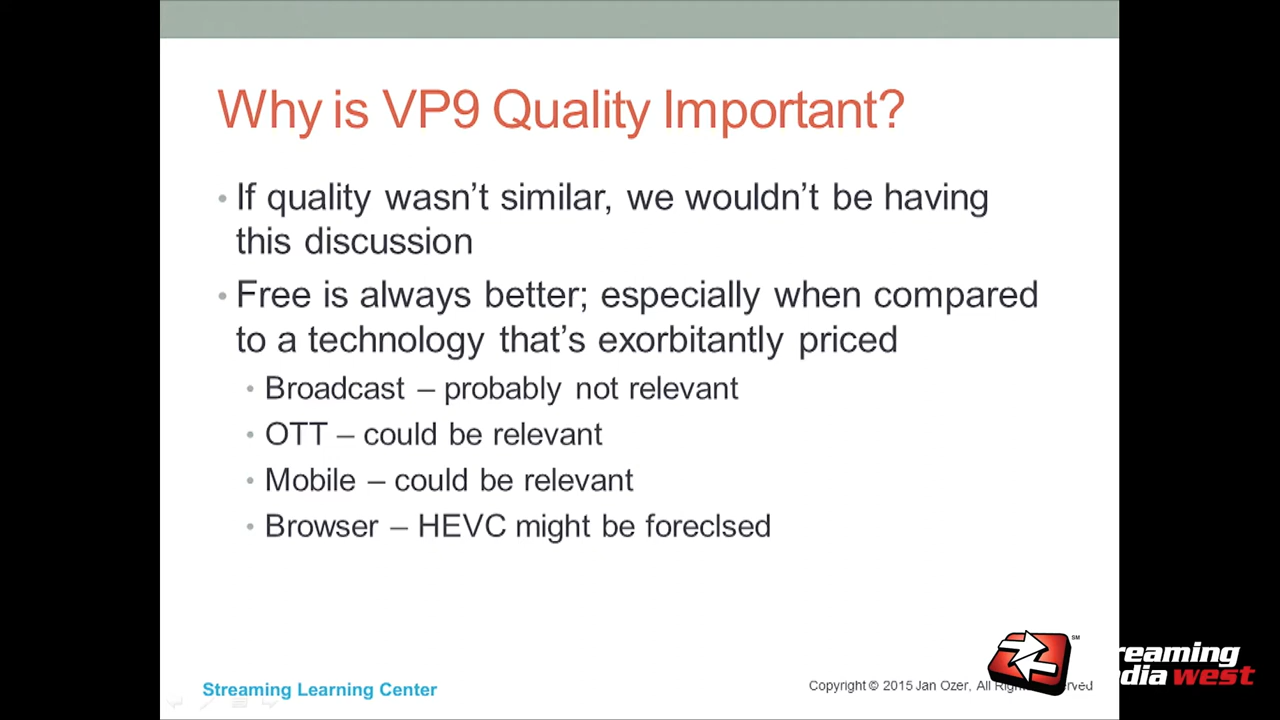 Why is VP9 Quality Important?
• If quality wasn't similar, we wouldn't be having
this discussion
• Free is always better; especially when compared
to a technology that's exorbitantly priced
• Broadcast – probably not relevant
• OTT – could be relevant
• Mobile – could be relevant
• Browser – HEVC might be foreclsed
SM
reaming
dia west
Streaming Learning Center
Copyright © 2015 Jan Ozer, All